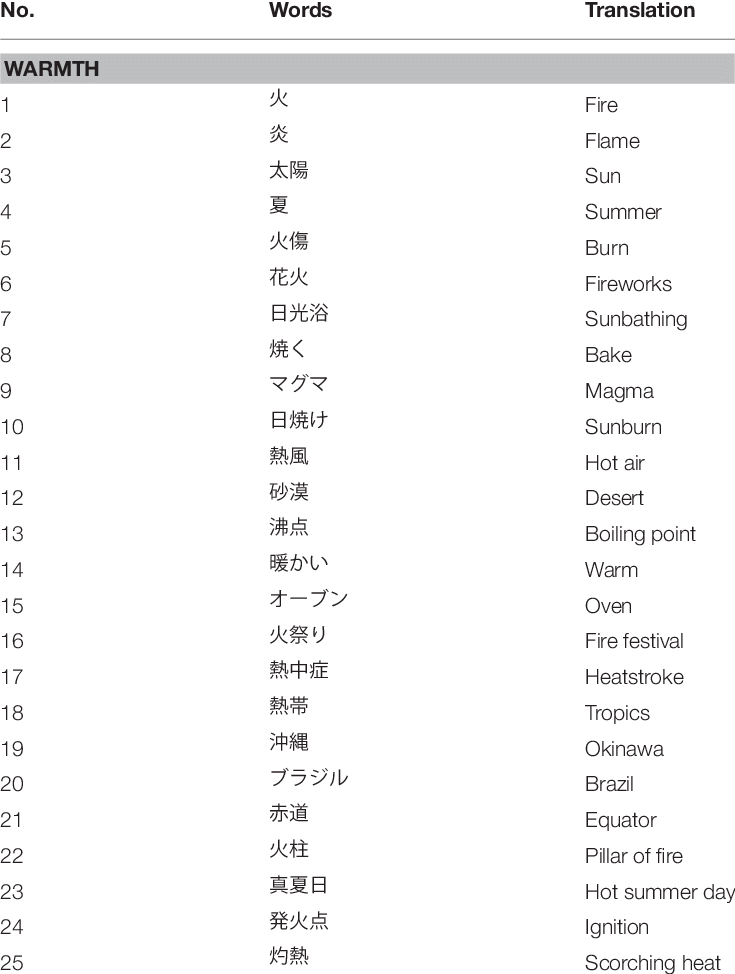 No. Words Translation
WARMTH
1 火 Fire
2 炎 Flame
3 太陽 Sun
4 夏 Summer
5 火傷 Burn
6 花火 Fireworks
7 日光浴 Sunbathing
8 焼く Bake
9 マグマ Magma
10 日焼け Sunburn
11 熱風 Hot air
12 砂漠 Desert
13 沸点 Boiling point
14 暖かい Warm
15 オーブン Oven
16 火祭り Fire festival
17 熱中症 Heatstroke
18 熱帯 Tropics
19 沖縄 Okinawa
20 ブラジル Brazil
21 赤道 Equator
22 火柱 Pillar of fire
23 真夏日 Hot summer day
24 発火点 Ignition
25 灼熱 Scorching heat